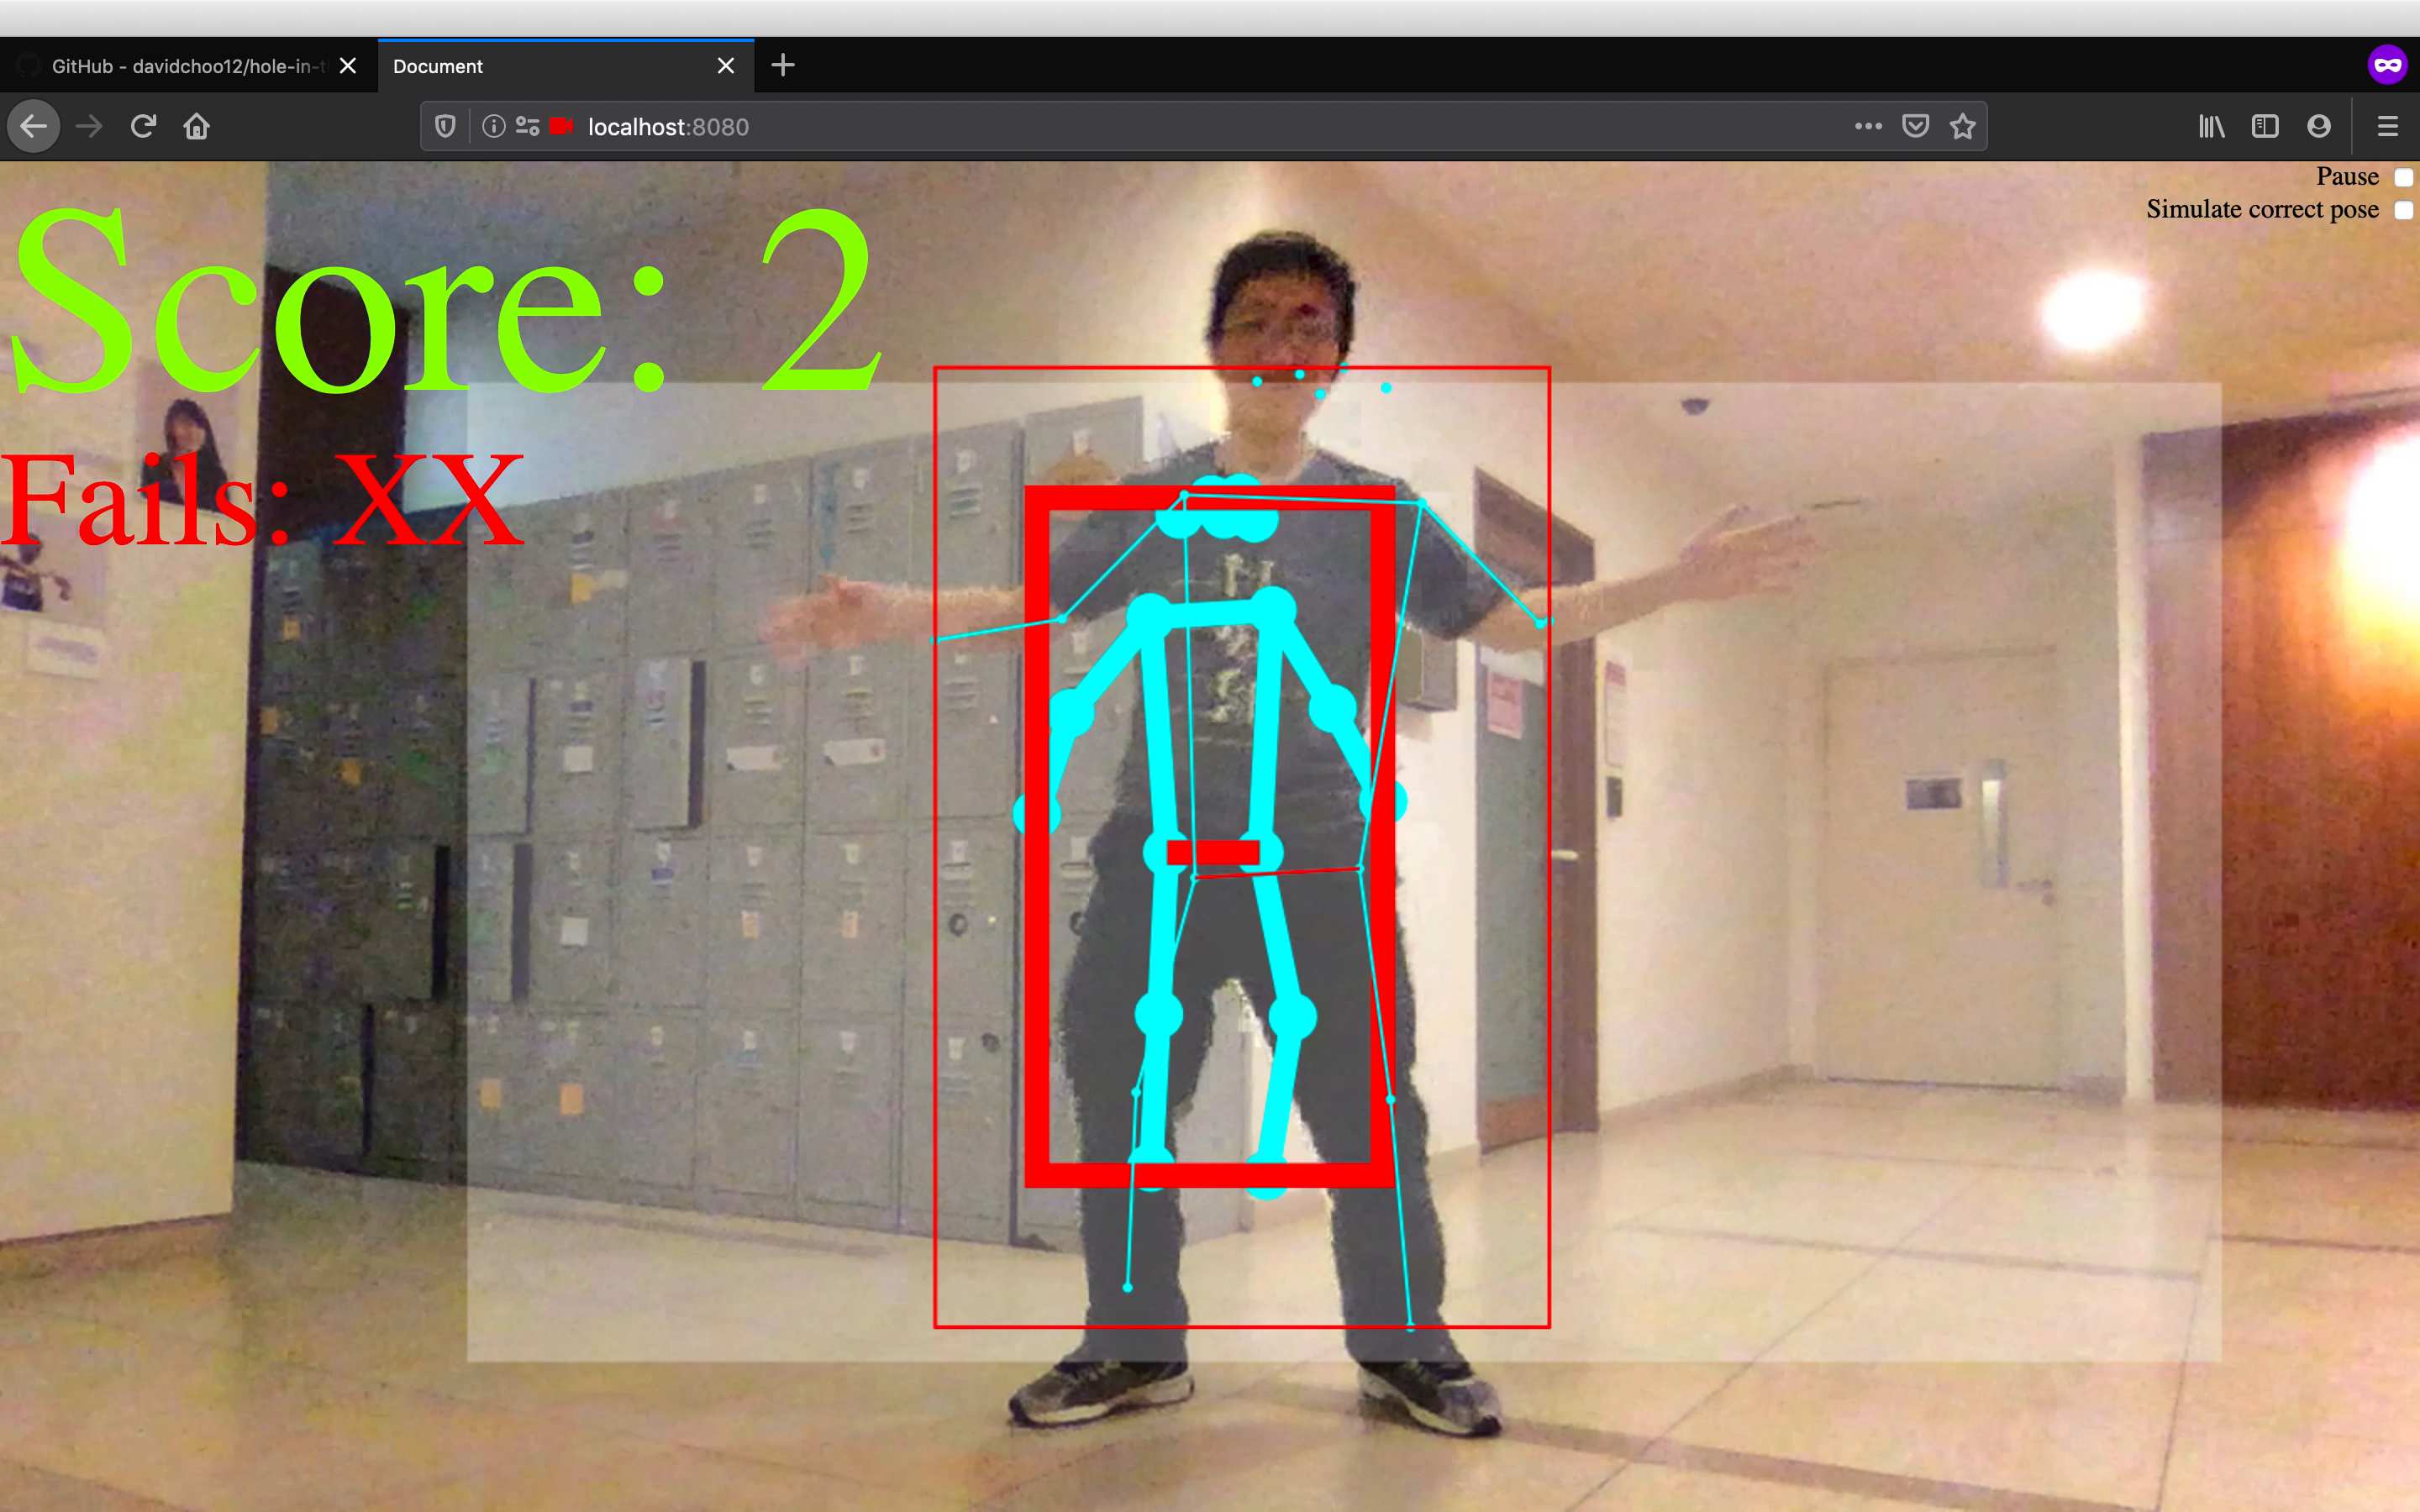 GitHub - davidchoo12/hole-in-t
Document
localhost:8080
Pause
Simulate correct pose
Score: 2
Fails: XX